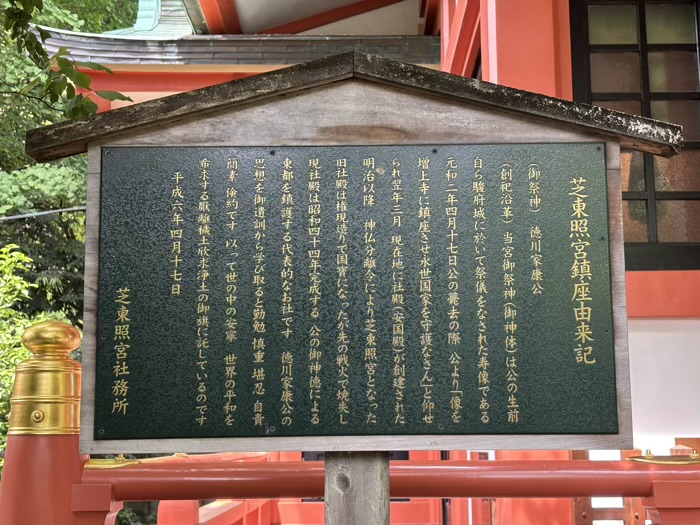 芝東照宮鎮座由来記
（御祭神） 徳川家康公
（創祀沿革） 当宮御祭神（御神体）は公の生前
自ら駿府城に於いて祭儀をなされた寿像である
元和二年四月十七日公の薨去の際 公より「像を
増上寺に鎮座させ永世国家を守護なさん」と仰せ
られ翌年三月 現在地に社殿（安国殿）が創建された
明治以降 神仏分離令により芝東照宮となった
旧社殿は権現造りで国宝になったが先の戦火で焼失し
現社殿は昭和四十四年完成する 公の御神徳による
東都を鎮護する代表的なお社です 徳川家康公の
思想を御遺訓から学び取ると勤勉 慎重 堪忍 自責
簡素 倹約です 以って世の中の安寧 世界の平和を
希求する厭離穢土欣求浄土の御旗に託しているのです
平成六年四月十七日
芝東照宮社務所